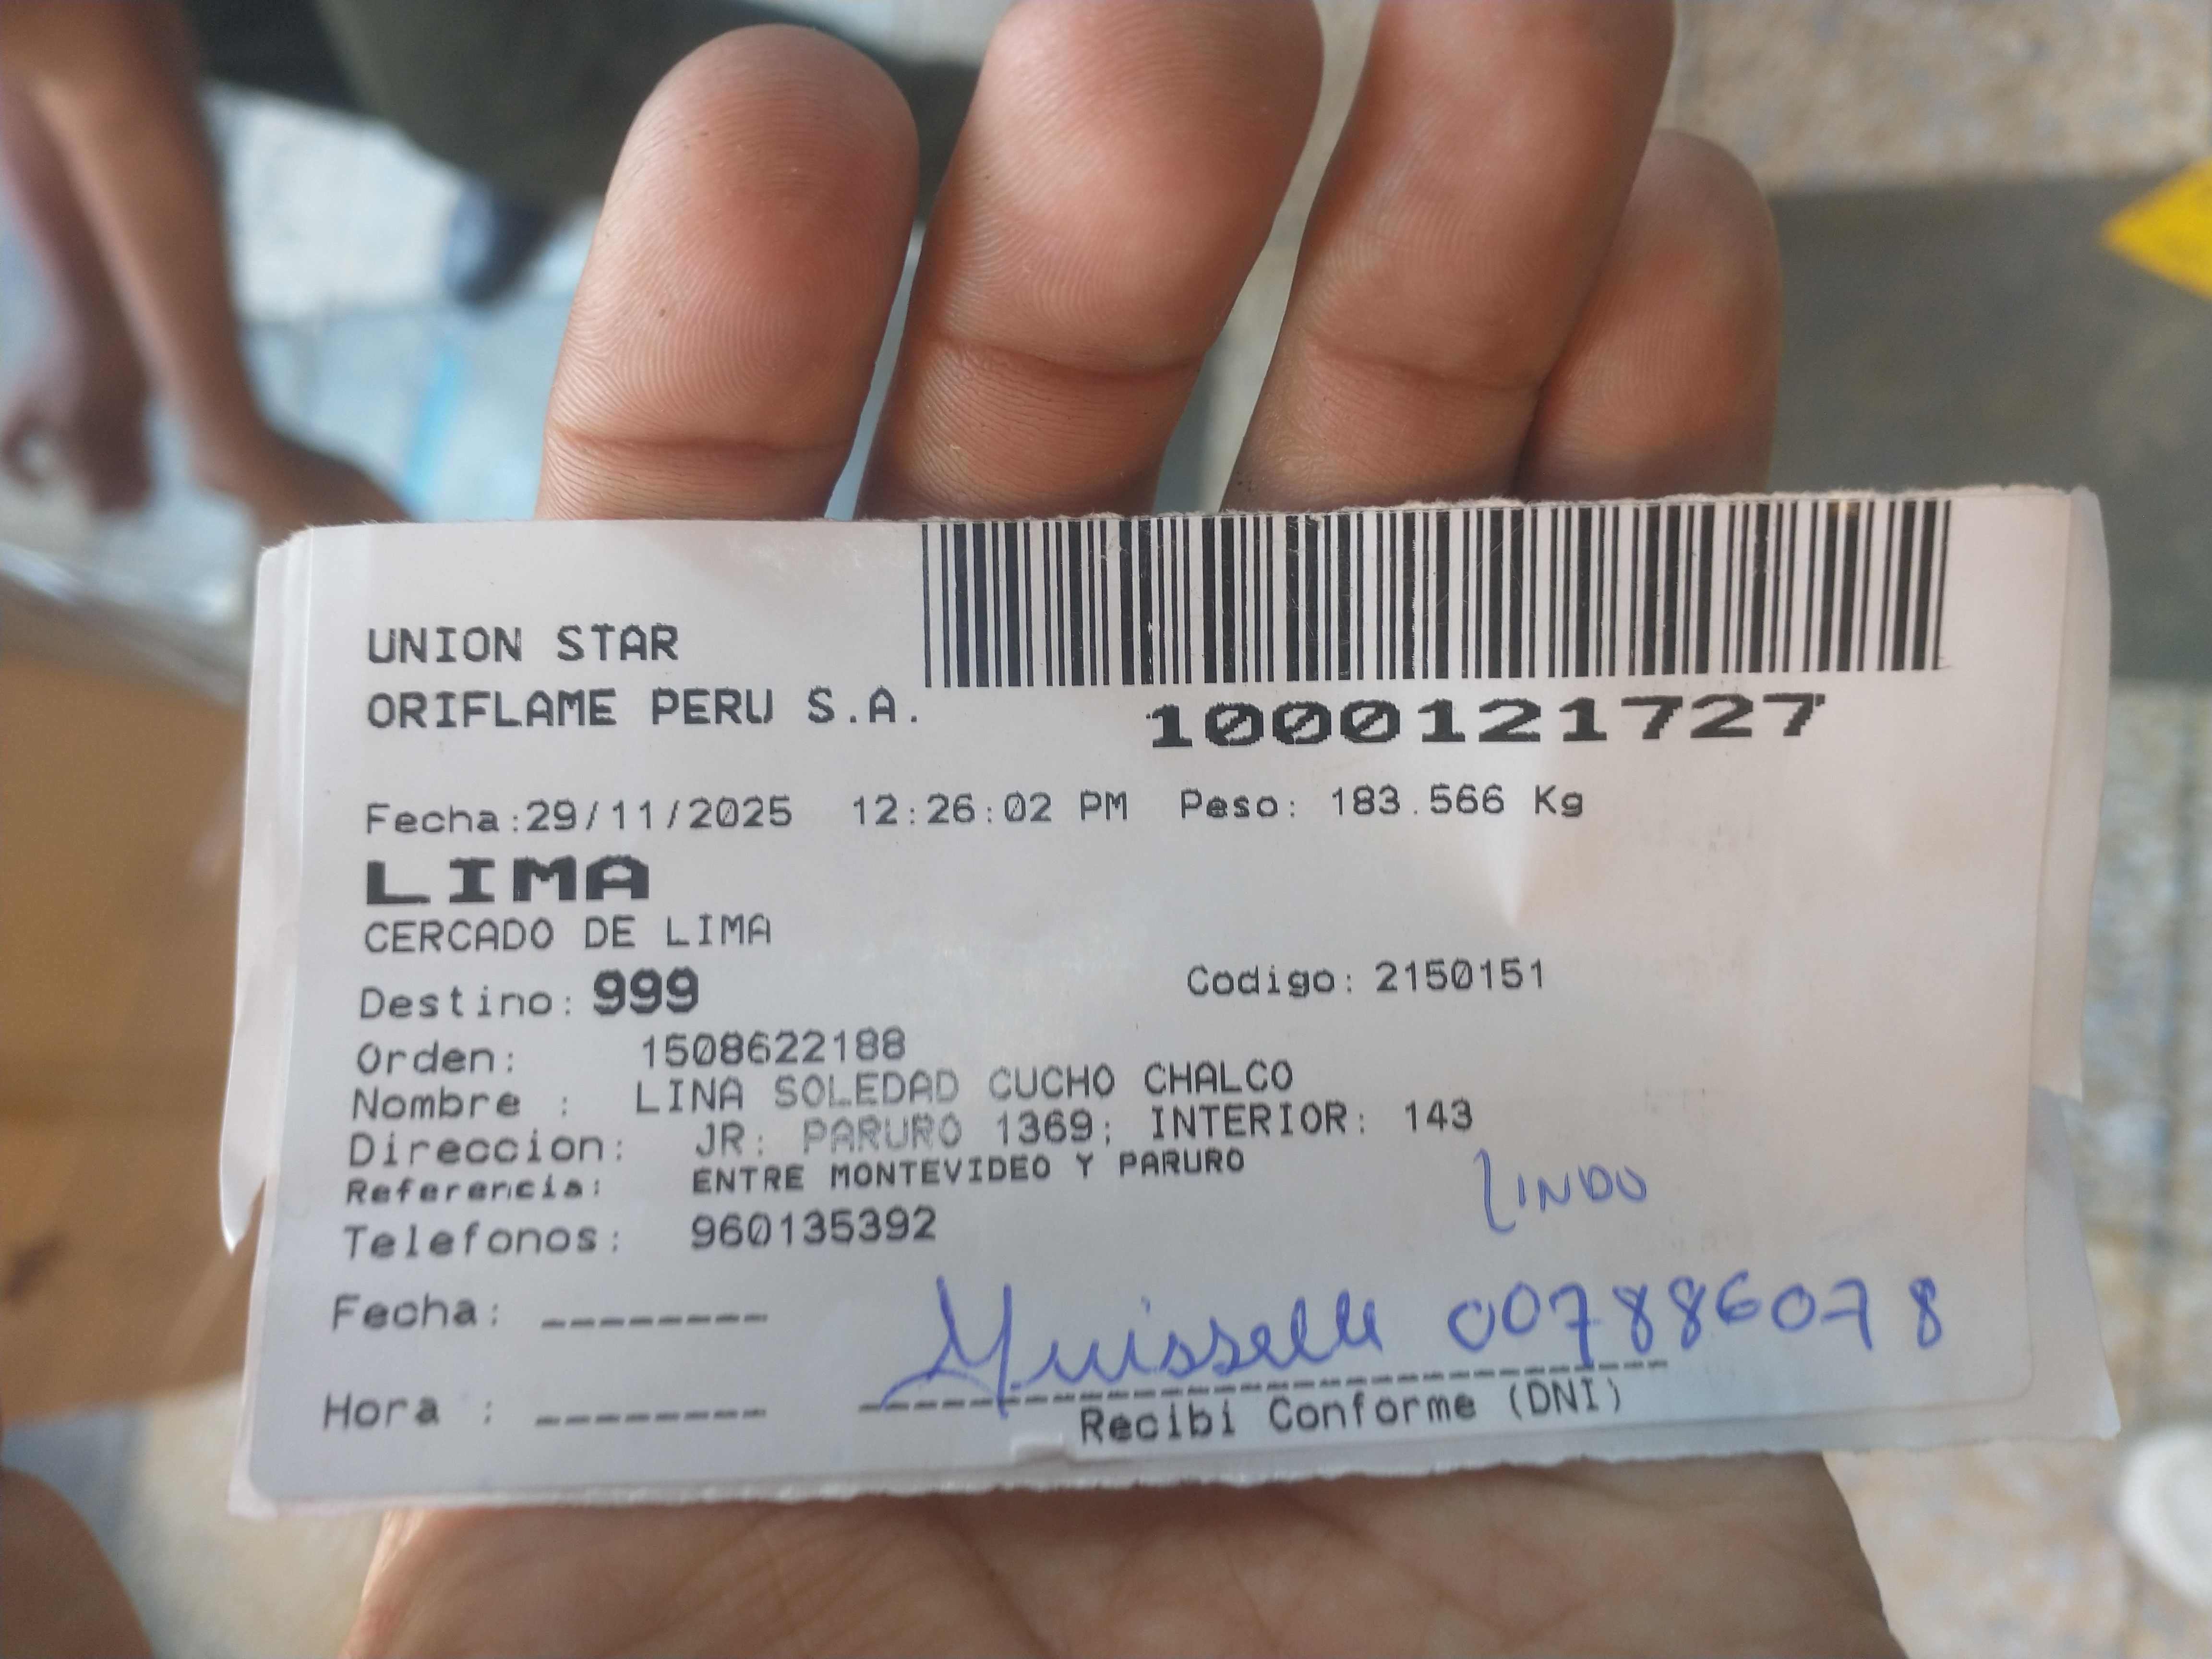 UNION STAR
ORIFLAME PERU S.A.
1000121727
Fecha:29/11/2025 12:26:02 PM Peso: 183.566 Kg
LIMA
CERCADO DE LIMA
Destino: 999 Codigo: 2150151
Orden: 1508622188
Nombre : LINA SOLEDAD CUCHO CHALCO
Direccion: JR: PARURO 1369; INTERIOR: 143
Referencia: ENTRE MONTEVIDEO Y PARURO
LINDO
Telefonos: 960135392
Fecha: --------
007886078
Hora : --------
Recibi Conforme (DNI)